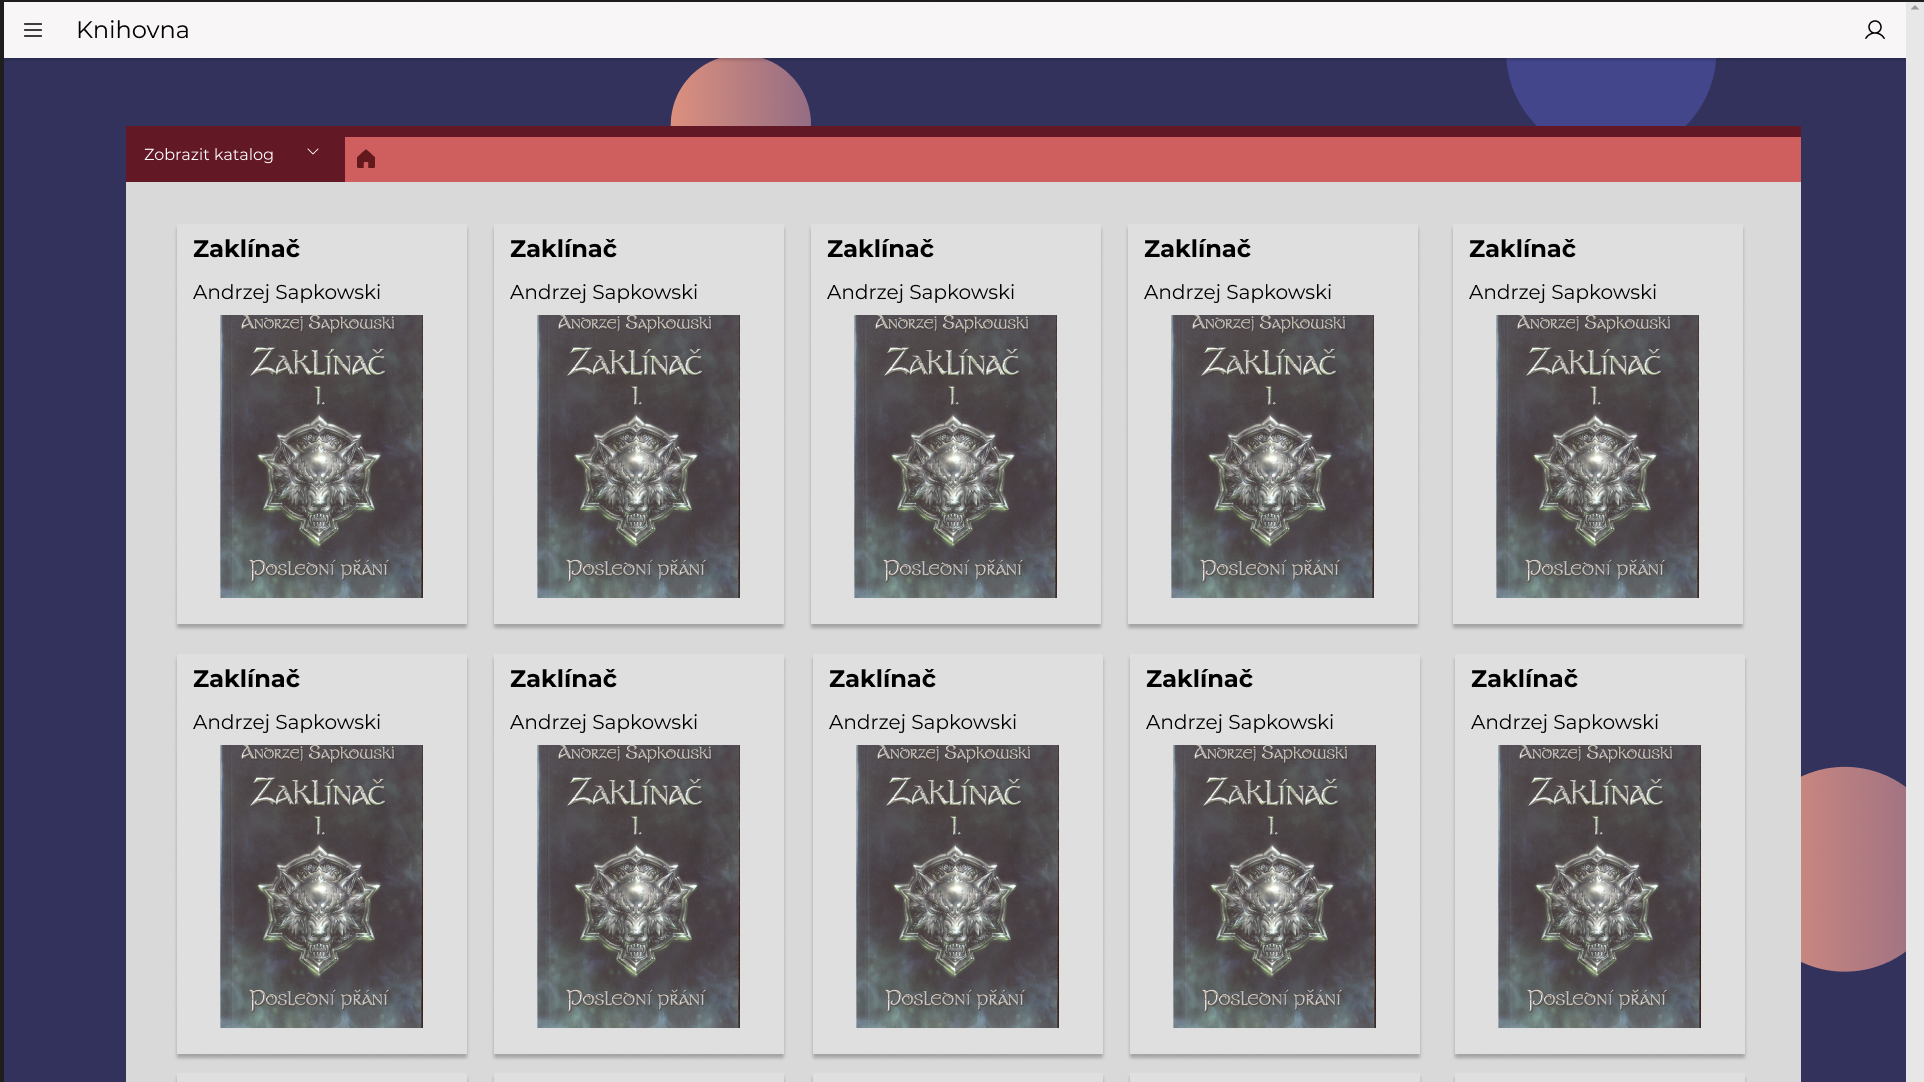 Knihovna
Zobrazit katalog
Zaklínač
Andrzej Sapkowski
Andrzej Sapkowski
Zaklínač
I.
Poslední přání
Zaklínač
Andrzej Sapkowski
Andrzej Sapkowski
Zaklínač
I.
Poslední přání
Zaklínač
Andrzej Sapkowski
Andrzej Sapkowski
Zaklínač
I.
Poslední přání
Zaklínač
Andrzej Sapkowski
Andrzej Sapkowski
Zaklínač
I.
Poslední přání
Zaklínač
Andrzej Sapkowski
Andrzej Sapkowski
Zaklínač
I.
Poslední přání
Zaklínač
Andrzej Sapkowski
Andrzej Sapkowski
Zaklínač
I.
Poslední přání
Zaklínač
Andrzej Sapkowski
Andrzej Sapkowski
Zaklínač
I.
Poslední přání
Zaklínač
Andrzej Sapkowski
Andrzej Sapkowski
Zaklínač
I.
Poslední přání
Zaklínač
Andrzej Sapkowski
Andrzej Sapkowski
Zaklínač
I.
Poslední přání
Zaklínač
Andrzej Sapkowski
Andrzej Sapkowski
Zaklínač
I.
Poslední přání